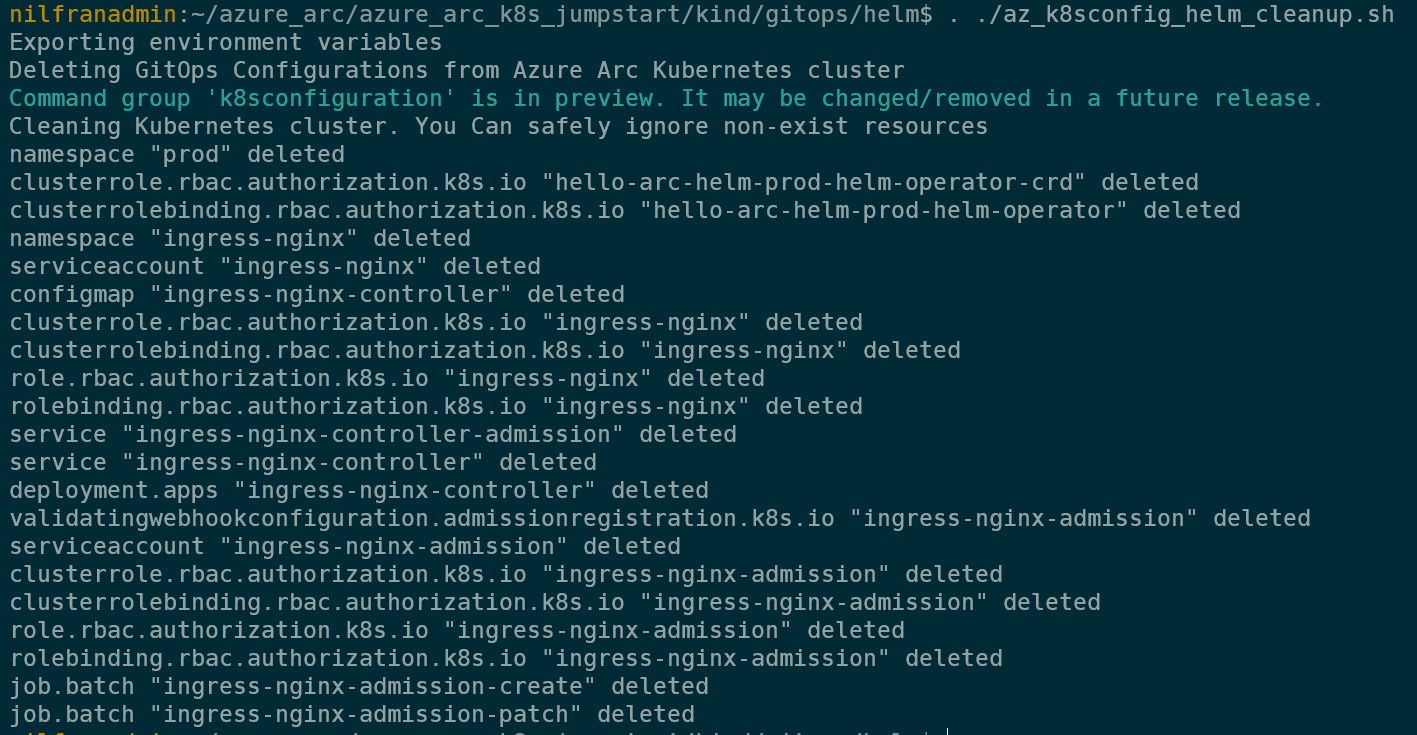 nilfranadmin:~/azure_arc/azure_arc_k8s_jumpstart/kind/gitops/helm$ . ./az_k8sconfig_helm_cleanup.sh
Exporting environment variables
Deleting GitOps Configurations from Azure Arc Kubernetes cluster
Command group 'k8sconfiguration' is in preview. It may be changed/removed in a future release.
Cleaning Kubernetes cluster. You Can safely ignore non-exist resources
namespace "prod" deleted
clusterrole.rbac.authorization.k8s.io "hello-arc-helm-prod-helm-operator-crd" deleted
clusterrolebinding.rbac.authorization.k8s.io "hello-arc-helm-prod-helm-operator" deleted
namespace "ingress-nginx" deleted
serviceaccount "ingress-nginx" deleted
configmap "ingress-nginx-controller" deleted
clusterrole.rbac.authorization.k8s.io "ingress-nginx" deleted
clusterrolebinding.rbac.authorization.k8s.io "ingress-nginx" deleted
role.rbac.authorization.k8s.io "ingress-nginx" deleted
rolebinding.rbac.authorization.k8s.io "ingress-nginx" deleted
service "ingress-nginx-controller-admission" deleted
service "ingress-nginx-controller" deleted
deployment.apps "ingress-nginx-controller" deleted
validatingwebhookconfiguration.admissionregistration.k8s.io "ingress-nginx-admission" deleted
serviceaccount "ingress-nginx-admission" deleted
clusterrole.rbac.authorization.k8s.io "ingress-nginx-admission" deleted
clusterrolebinding.rbac.authorization.k8s.io "ingress-nginx-admission" deleted
role.rbac.authorization.k8s.io "ingress-nginx-admission" deleted
rolebinding.rbac.authorization.k8s.io "ingress-nginx-admission" deleted
job.batch "ingress-nginx-admission-create" deleted
job.batch "ingress-nginx-admission-patch" deleted